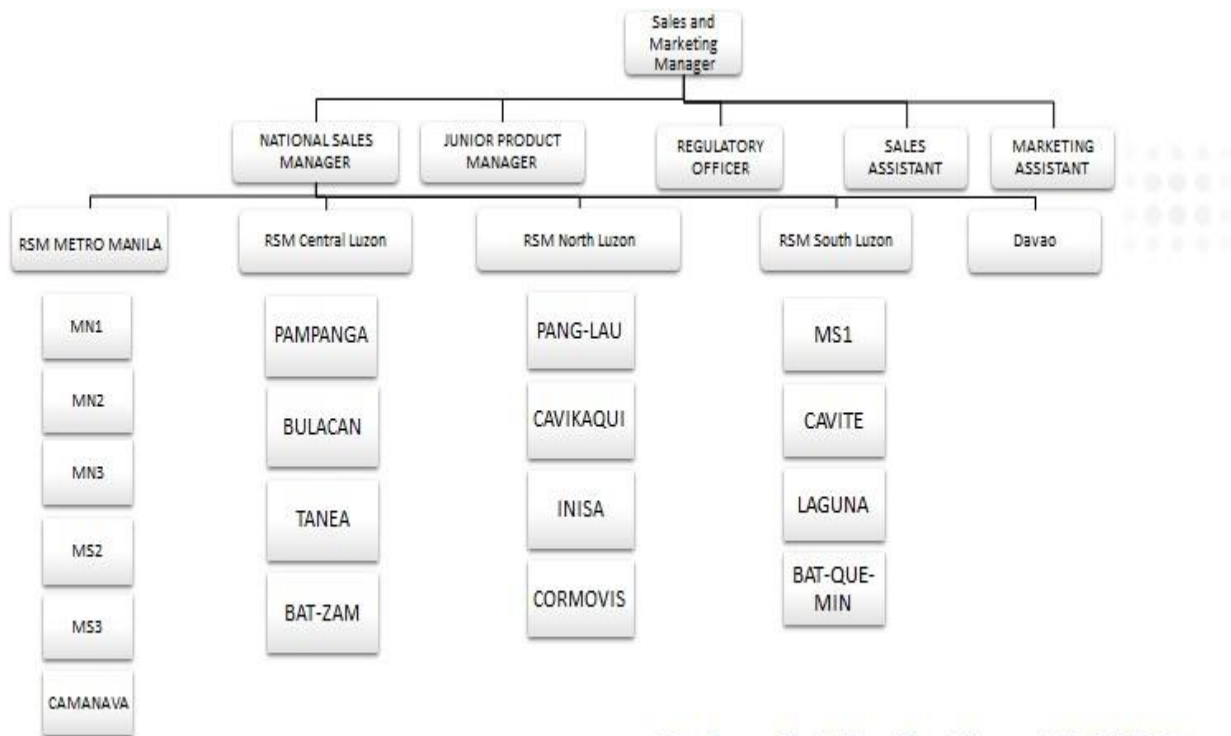 Sales and
Marketing
Manager
NATIONAL SALES
MANAGER
JUNIOR PRODUCT
MANAGER
REGULATORY
OFFICER
SALES
ASSISTANT
MARKETING
ASSISTANT
RSM METRO MANILA
RSM Central Luzon
RSM North Luzon
RSM South Luzon
Davao
MN1
MN2
MN3
MS2
MS3
CAMANAVA
PAMPANGA
BULACAN
TANEA
BAT-ZAM
PANG-LAU
CAVIKAQUI
INISA
CORMOVIS
MS1
CAVITE
LAGUNA
BAT-QUE-
MIN